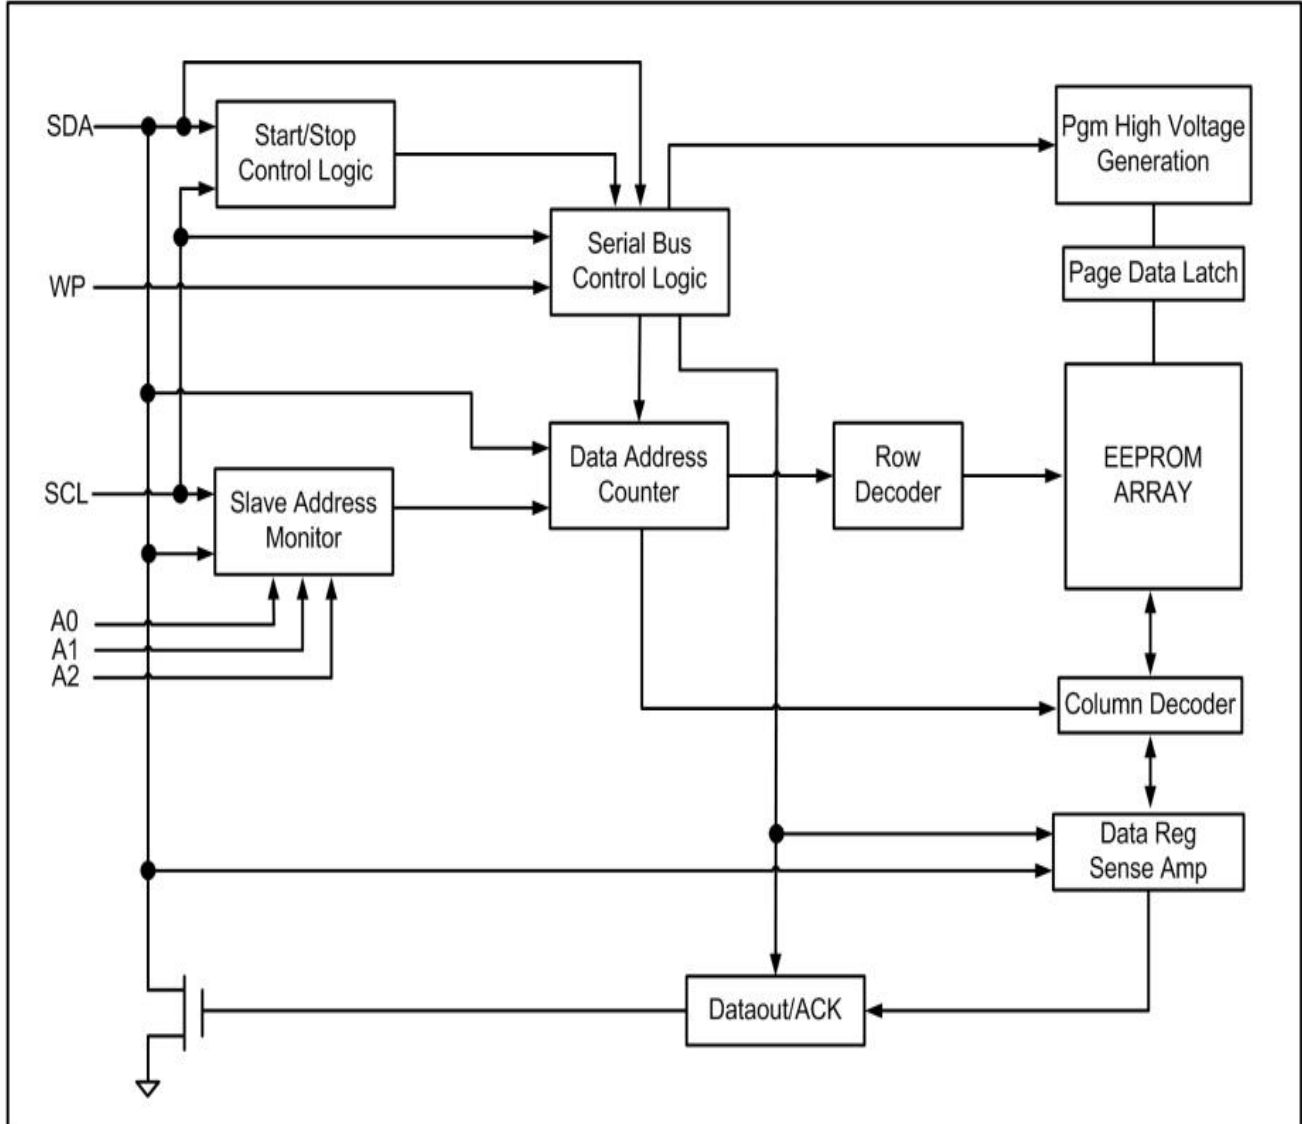 SDA
Start/Stop
Control Logic
Pgm High Voltage
Generation
Serial Bus
Control Logic
WP
Page Data Latch
Data Address
Counter
Row
Decoder
EEPROM
ARRAY
SCL
Slave Address
Monitor
A0
A1
A2
Column Decoder
Data Reg
Sense Amp
Dataout/ACK